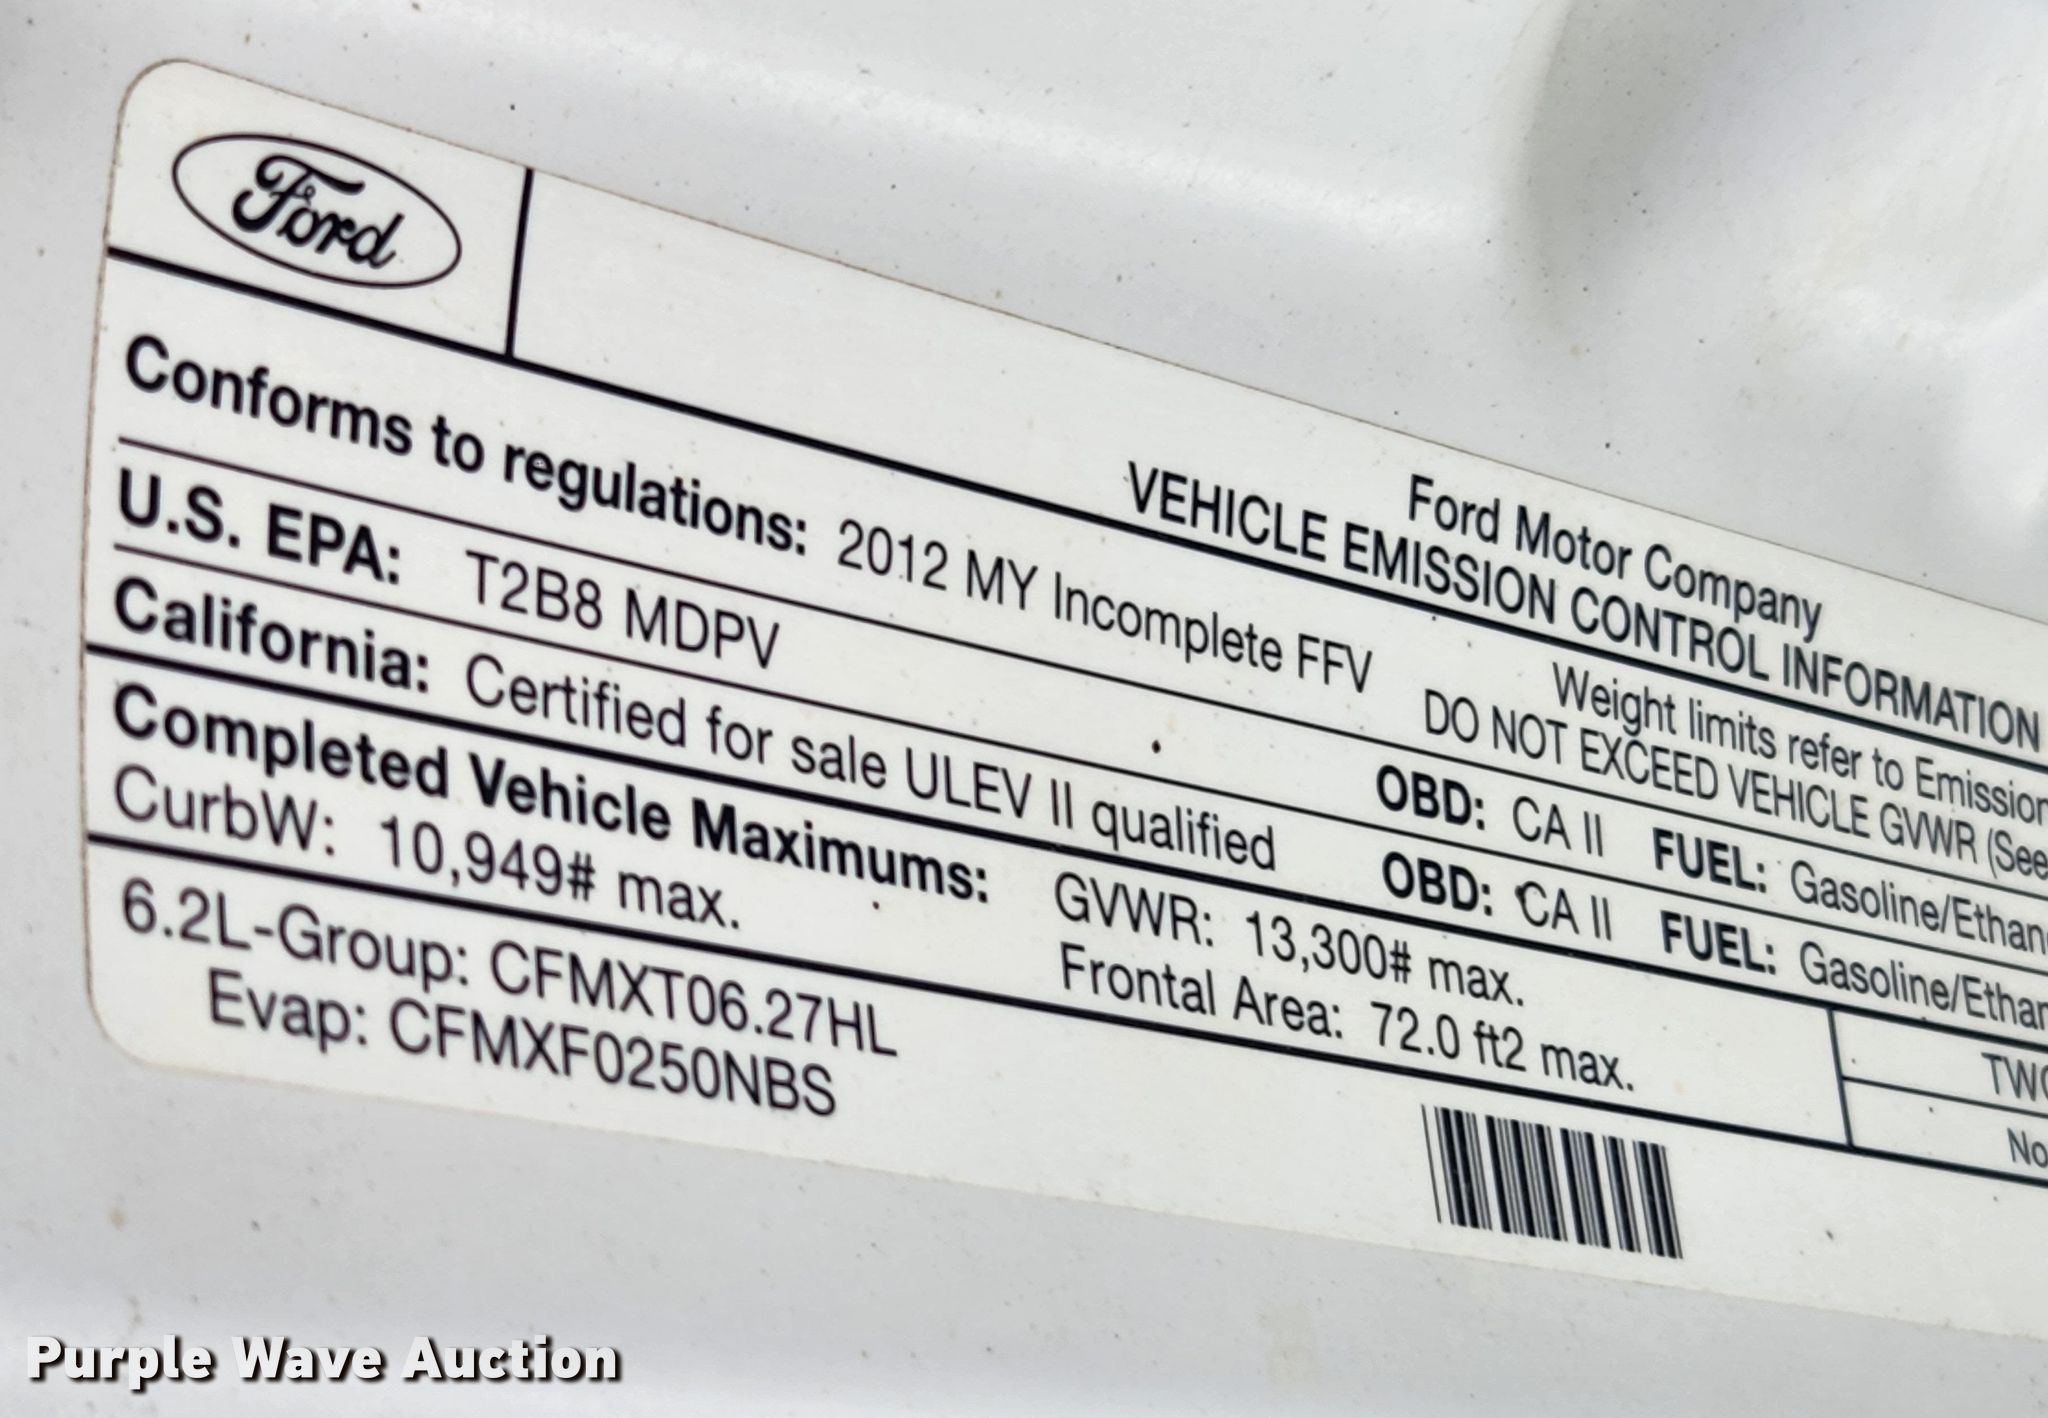 Ford
Ford Motor Company
VEHICLE EMISSION CONTROL INFORMATION
Conforms to regulations: 2012 MY Incomplete FFV
Weight limits refer to Emission
DO NOT EXCEED VEHICLE GVWR (See
U.S. EPA: T2B8 MDPV OBD: CA II FUEL: Gasoline/Ethan
California: Certified for sale ULEV II qualified OBD: CA II FUEL: Gasoline/Ethan
Completed Vehicle Maximums: GVWR: 13,300# max.
CurbW: 10,949# max. Frontal Area: 72.0 ft2 max.
TWC
No
6.2L-Group: CFMXT06.27HL
Evap: CFMXF0250NBS
Purple Wave Auction